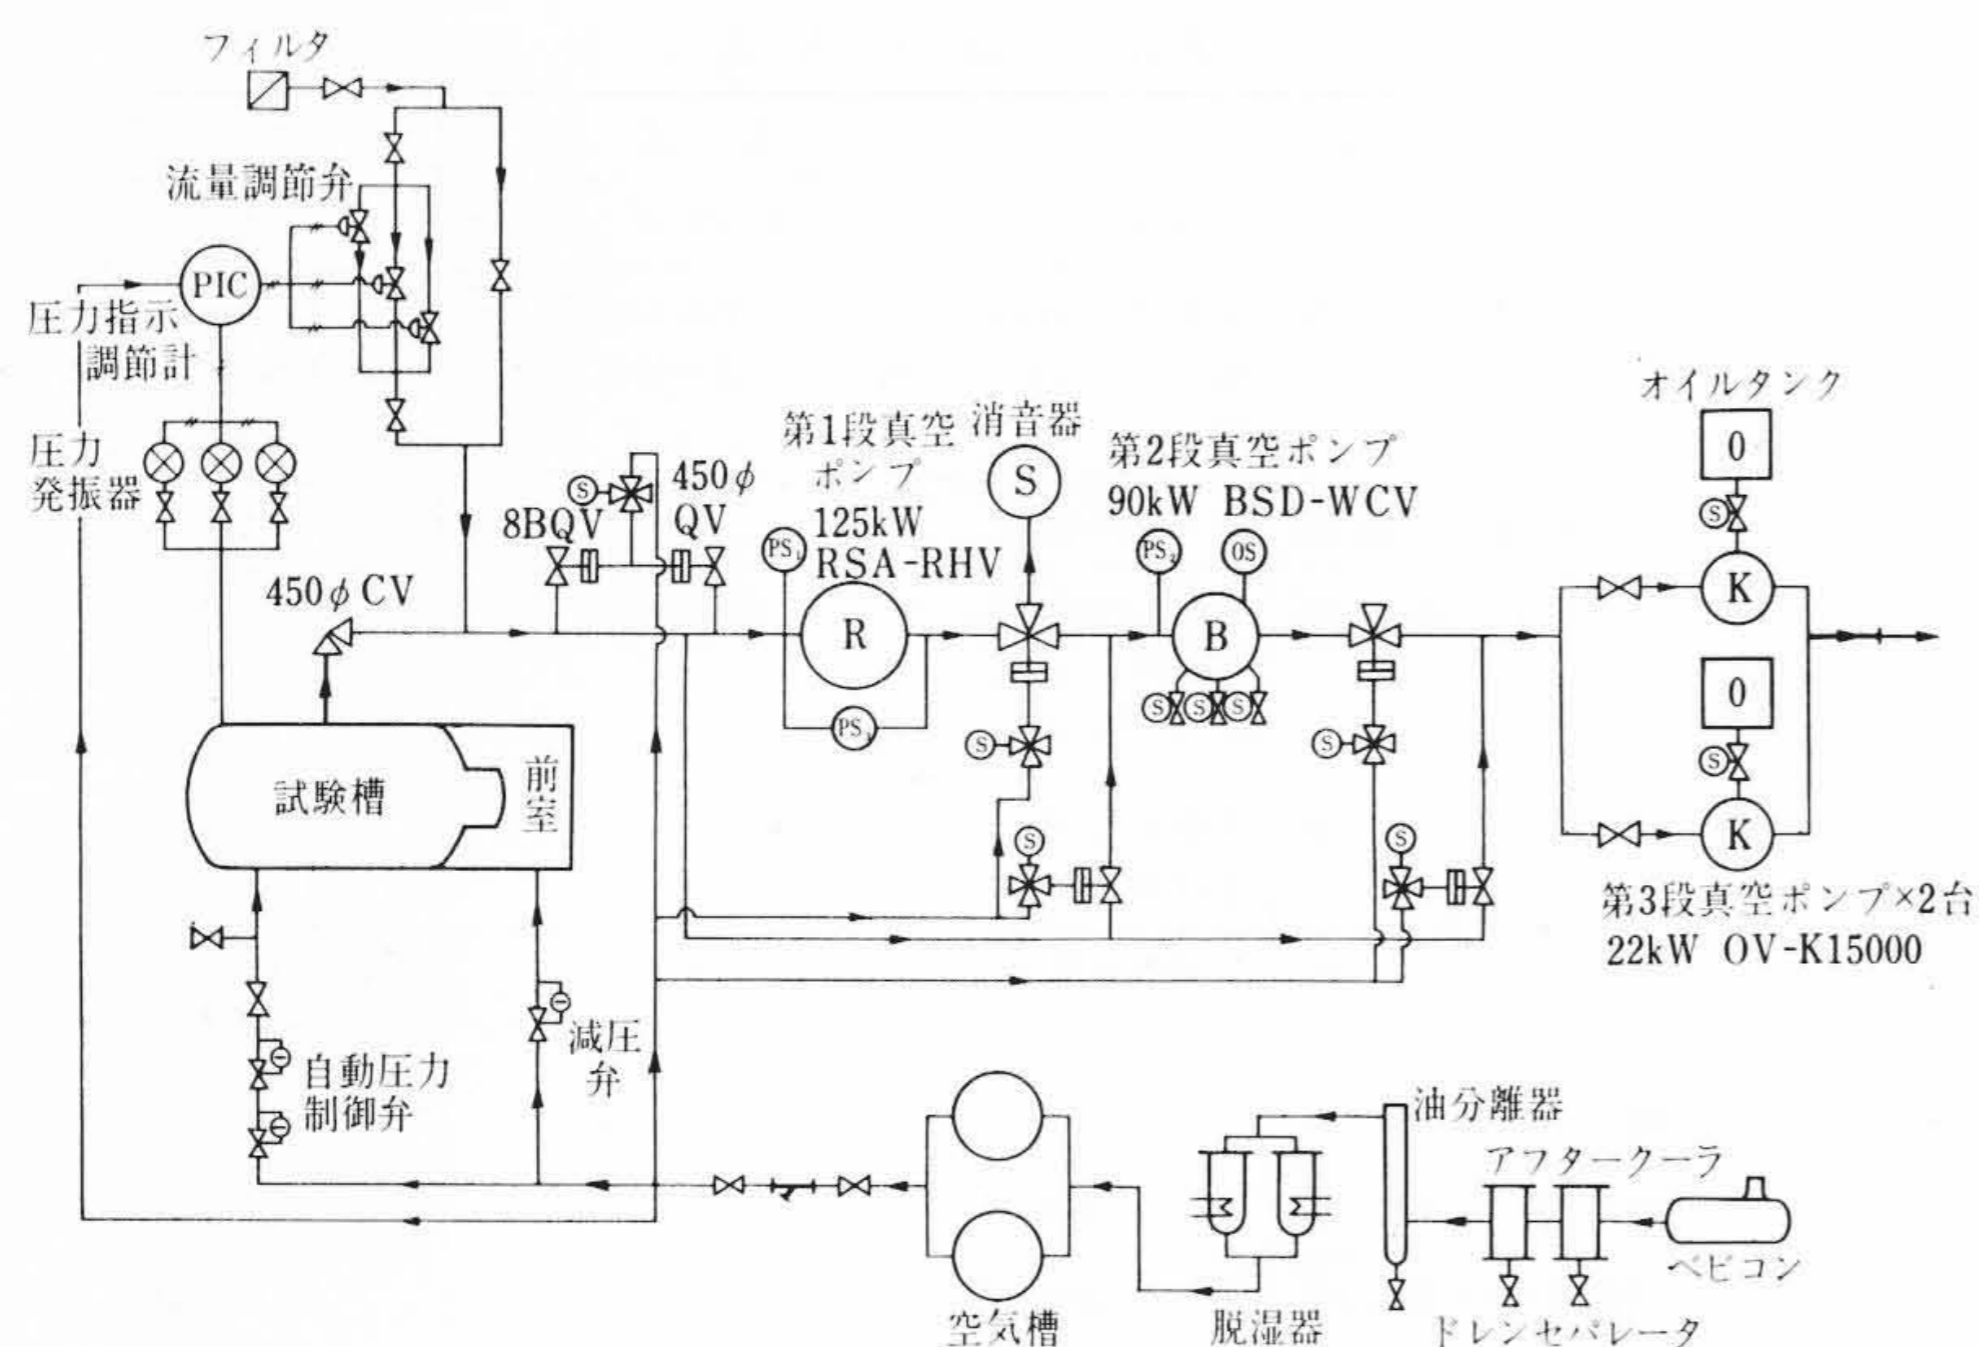 フィルタ
流量調節弁
PIC
圧力指示
調節計
圧力
発振器
450φCV
8BQV
S
450φ
QV
第1段真空
ポンプ
125kW
RSA-RHV
PS₁
R
PS₃
消音器
S
第2段真空ポンプ
90kW BSD-WCV
PS₂
OS
B
S
S
S
S
S
S
S
オイルタンク
0
S
K
0
S
K
第3段真空ポンプ×2台
22kW OV-K15000
試験槽
前
室
減圧
弁
自動圧力
制御弁
空気槽
脱湿器
油分離器
アフタークーラ
ベビコン
ドレンセパレータ